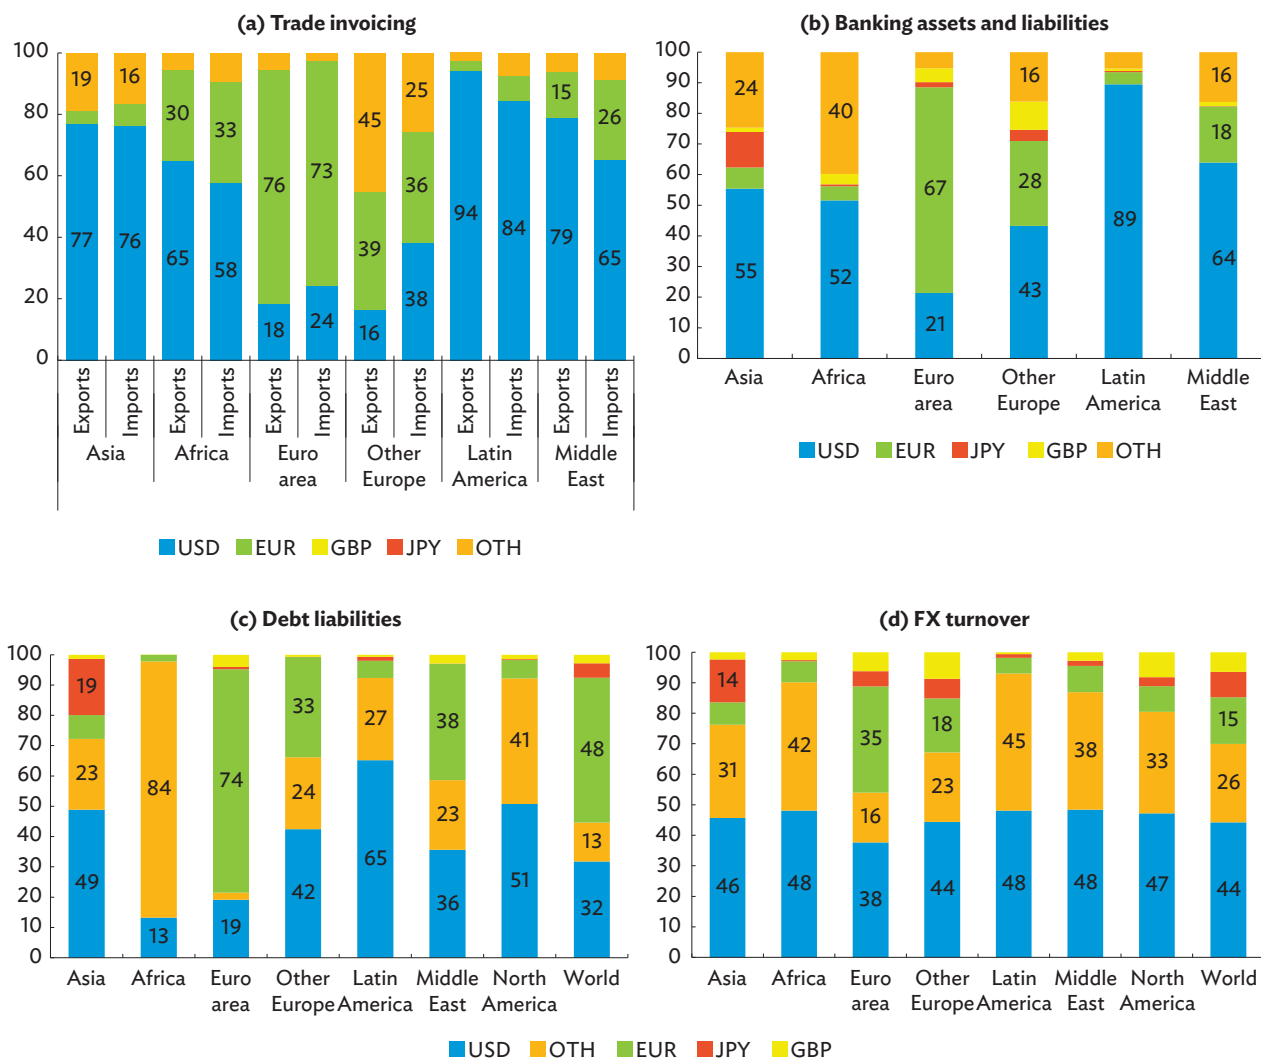 (a) Trade invoicing
100
80
60
40
20
0
19
77
16
76
30
65
33
58
76
18
73
24
45
39
16
25
36
38
94
84
15
79
26
65
Exports
Imports
Exports
Imports
Exports
Imports
Exports
Imports
Exports
Imports
Exports
Imports
Asia
Africa
Euro
area
Other
Europe
Latin
America
Middle
East
USD EUR GBP JPY OTH
(b) Banking assets and liabilities
100
90
80
70
60
50
40
30
20
10
0
24
55
40
52
67
21
16
28
43
89
16
18
64
Asia
Africa
Euro
area
Other
Europe
Latin
America
Middle
East
USD EUR JPY GBP OTH
(c) Debt liabilities
100
90
80
70
60
50
40
30
20
10
0
19
23
49
84
13
74
19
33
24
42
27
65
38
23
36
41
51
48
13
32
Asia
Africa
Euro
area
Other
Europe
Latin
America
Middle
East
North
America
World
(d) FX turnover
100
90
80
70
60
50
40
30
20
10
0
14
31
46
42
48
35
16
38
18
23
44
45
48
38
48
33
47
15
26
44
Asia
Africa
Euro
area
Other
Europe
Latin
America
Middle
East
North
America
World
USD OTH EUR JPY GBP